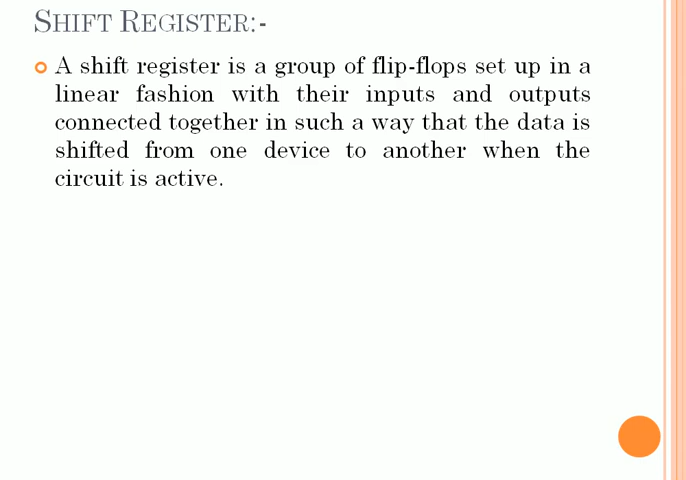 SHIFT REGISTER:-
A shift register is a group of flip-flops set up in a
linear fashion with their inputs and outputs
connected together in such a way that the data is
shifted from one device to another when the
circuit is active.